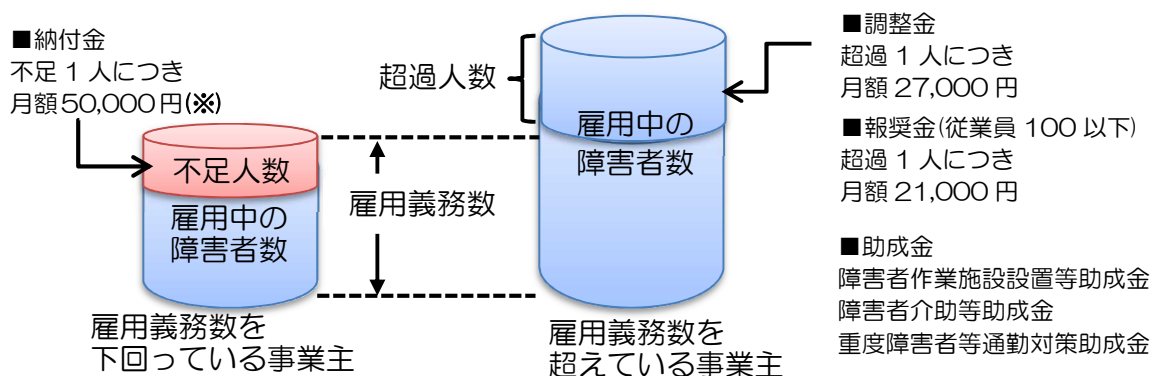 ■納付金
不足1人につき
月額50,000円(※)
不足人数
雇用中の
障害者数
雇用義務数を
下回っている事業主
雇用義務数
超過人数
雇用中の
障害者数
雇用義務数を
超えている事業主
■調整金
超過1人につき
月額27,000円
■報奨金(従業員100以下)
超過1人につき
月額21,000円
■助成金
障害者作業施設設置等助成金
障害者介助等助成金
重度障害者等通勤対策助成金